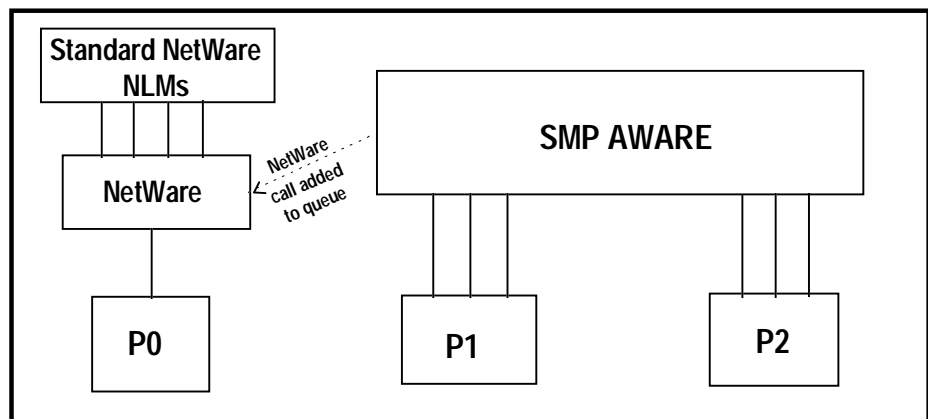 Standard NetWare
NLMs
SMP AWARE
NetWare
call added
to queue
NetWare
P0
P1
P2